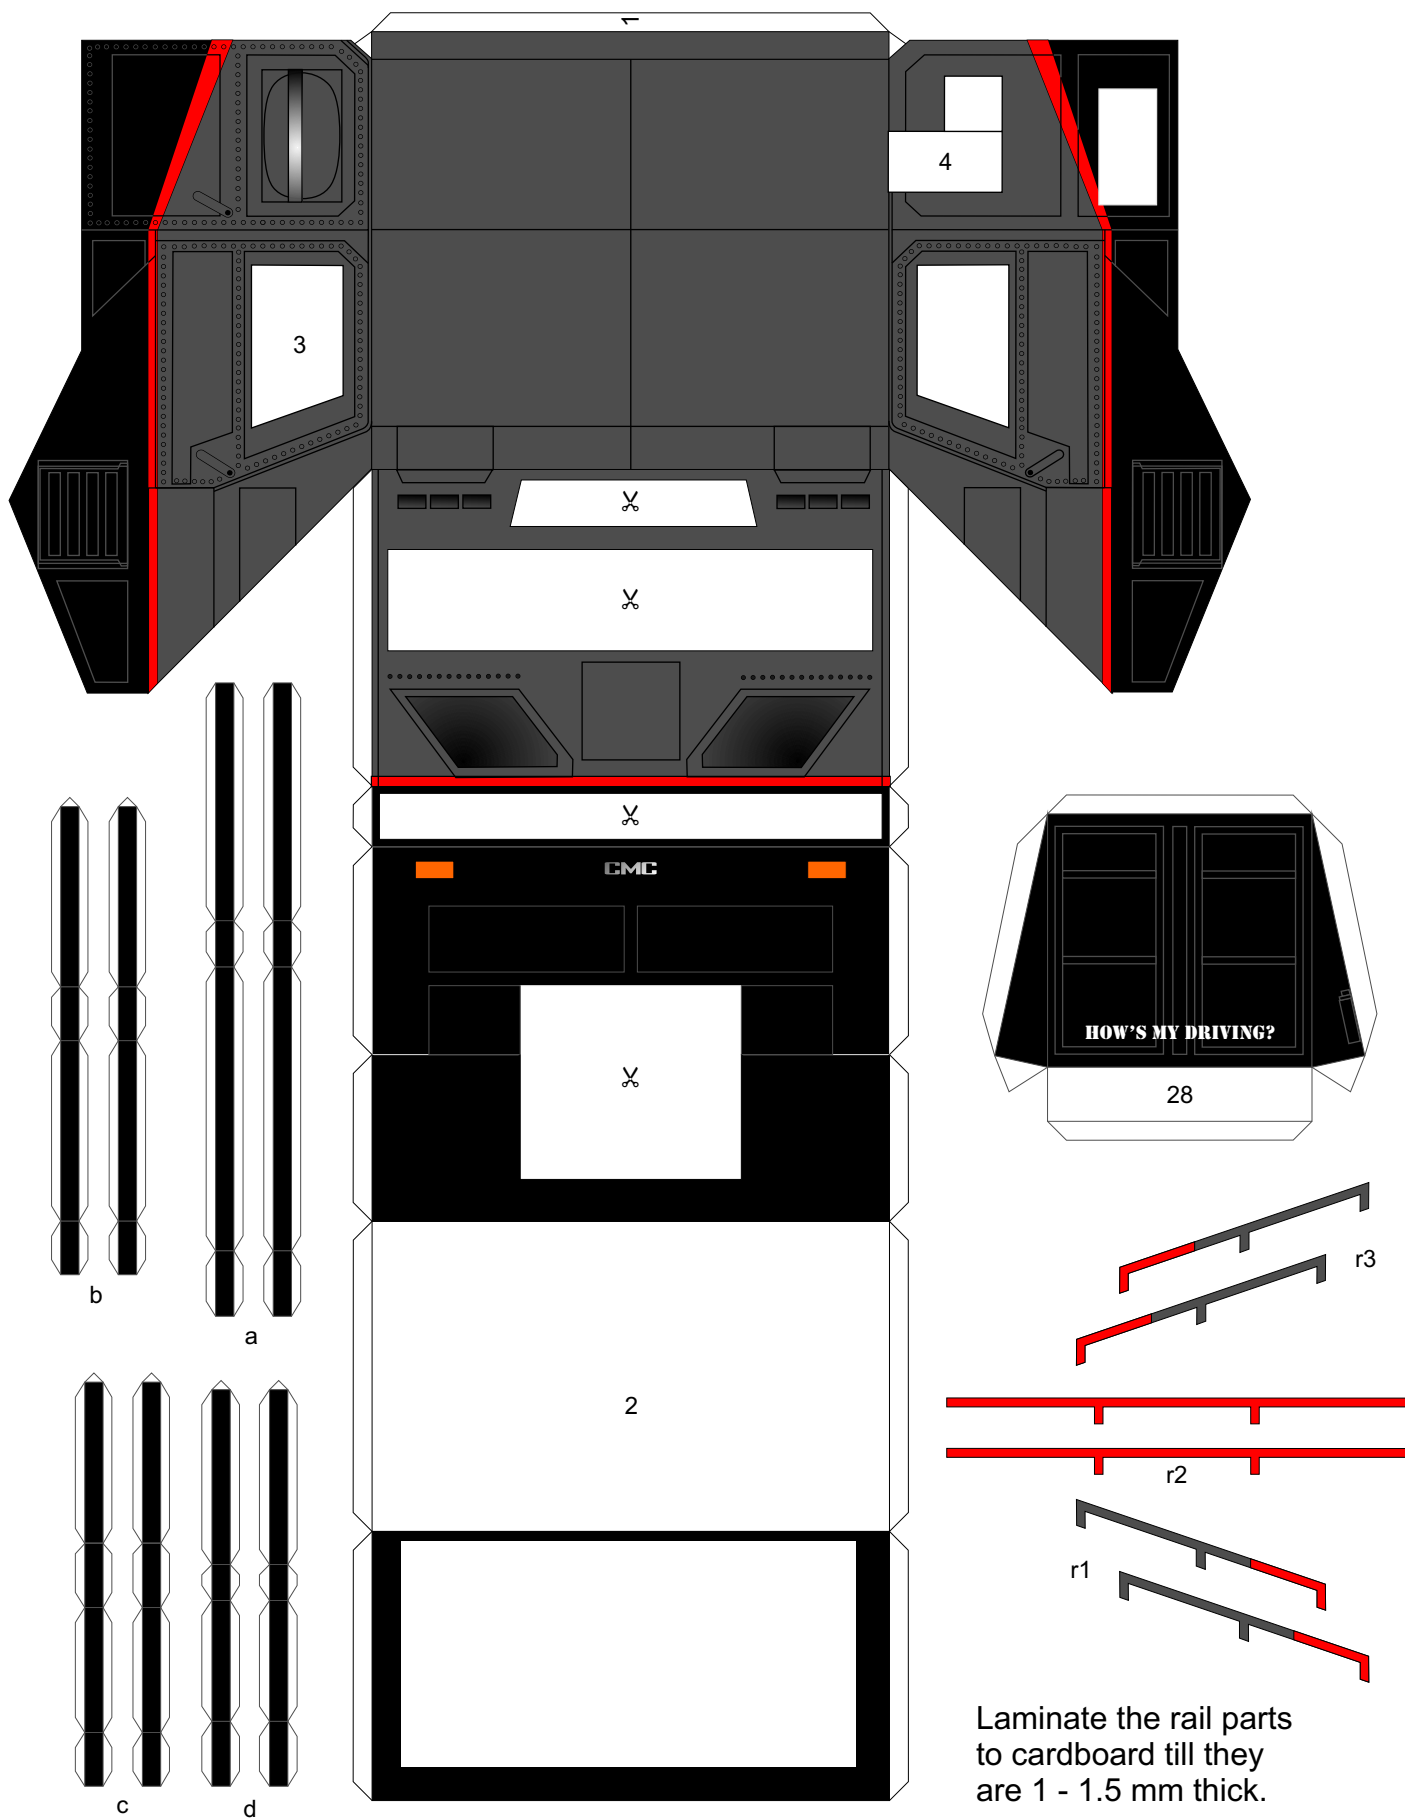 1
4
3
CMC
HOW'S MY DRIVING?
28
b
a
r3
2
r2
r1
c
d
Laminate the rail parts
to cardboard till they
are 1 - 1.5 mm thick.